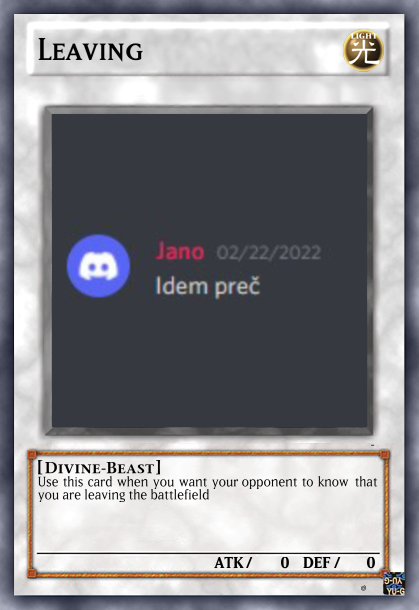 LEAVING
LIGHT
光
Jano 02/22/2022
Idem preč
[DIVINE-BEAST]
Use this card when you want your opponent to know that
you are leaving the battlefield
ATK / 0 DEF / 0